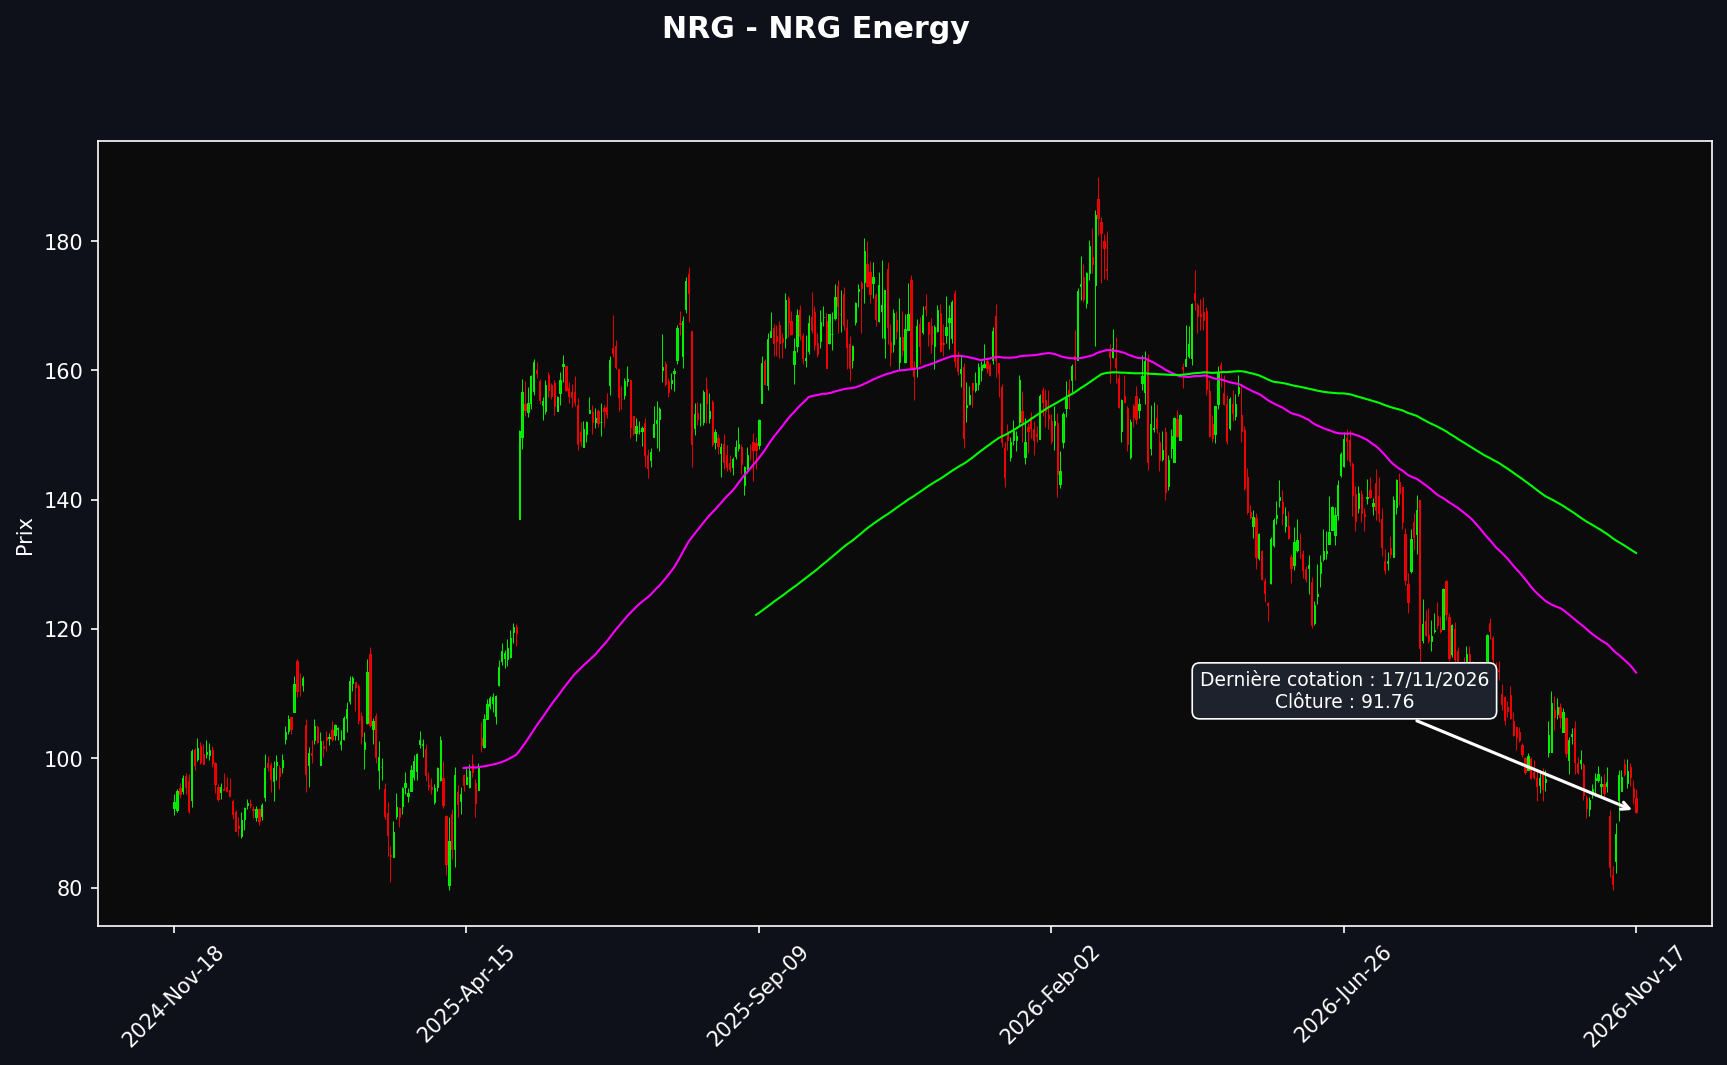 NRG - NRG Energy
Prix
180
160
140
120
100
80
Dernière cotation : 17/11/2026
Clôture : 91.76
2024-Nov-18
2025-Apr-15
2025-Sep-09
2026-Feb-02
2026-Jun-26
2026-Nov-17